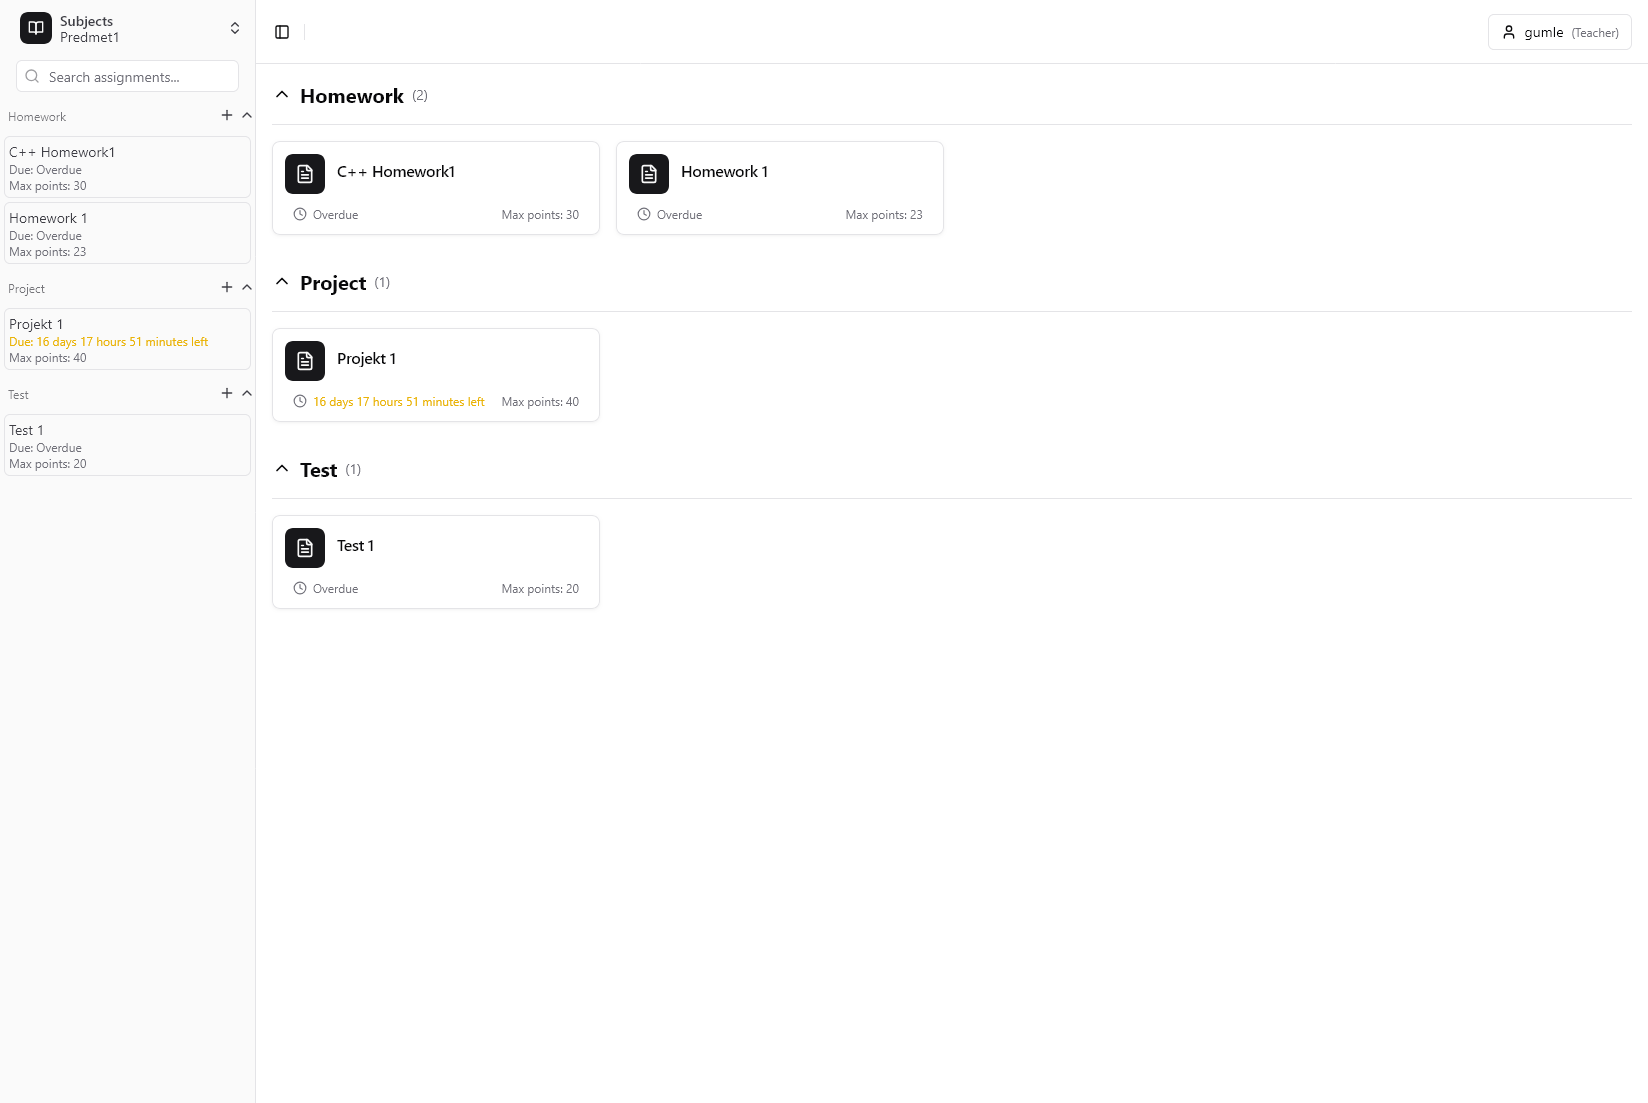 Subjects
Predmet1
Search assignments...
Homework
C++ Homework1
Due: Overdue
Max points: 30
Homework 1
Due: Overdue
Max points: 23
Project
Projekt 1
Due: 16 days 17 hours 51 minutes left
Max points: 40
Test
Test 1
Due: Overdue
Max points: 20
gumle (Teacher)
Homework (2)
C++ Homework1
Overdue Max points: 30
Homework 1
Overdue Max points: 23
Project (1)
Projekt 1
16 days 17 hours 51 minutes left Max points: 40
Test (1)
Test 1
Overdue Max points: 20